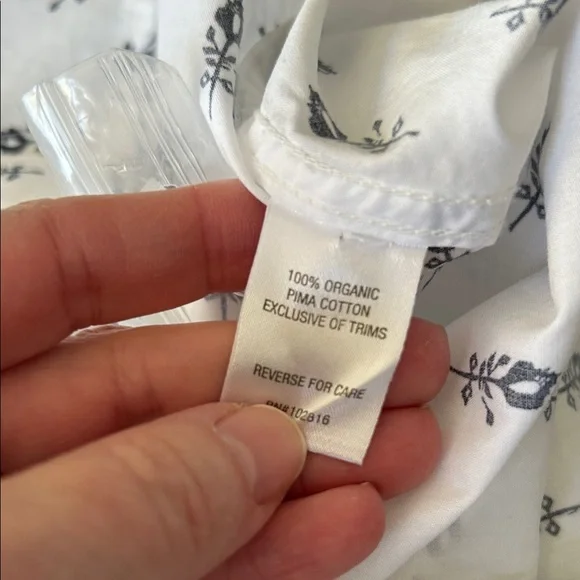 100% ORGANIC
PIMA COTTON
EXCLUSIVE OF TRIMS
REVERSE FOR CARE
RN#102816